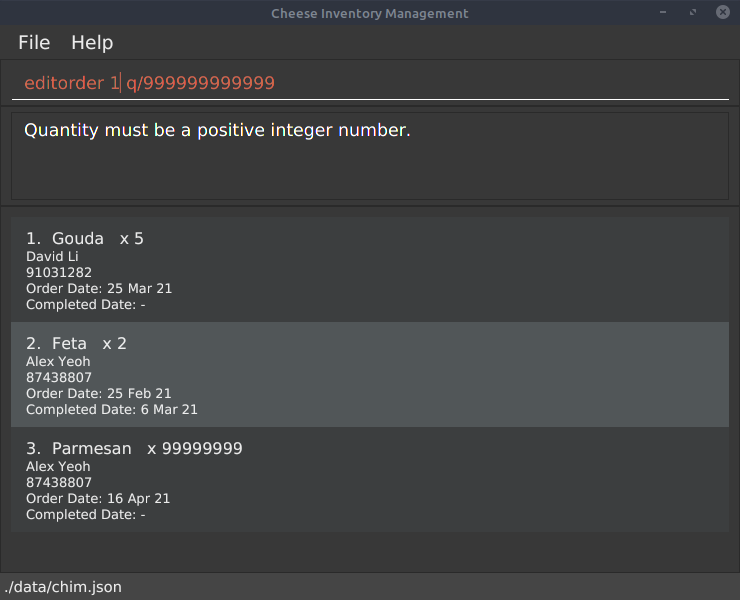 Cheese Inventory Management
File Help
editorder 1 q/999999999999
Quantity must be a positive integer number.
1. Gouda x 5
David Li
91031282
Order Date: 25 Mar 21
Completed Date: -
2. Feta x 2
Alex Yeoh
87438807
Order Date: 25 Feb 21
Completed Date: 6 Mar 21
3. Parmesan x 99999999
Alex Yeoh
87438807
Order Date: 16 Apr 21
Completed Date: -
./data/chim.json